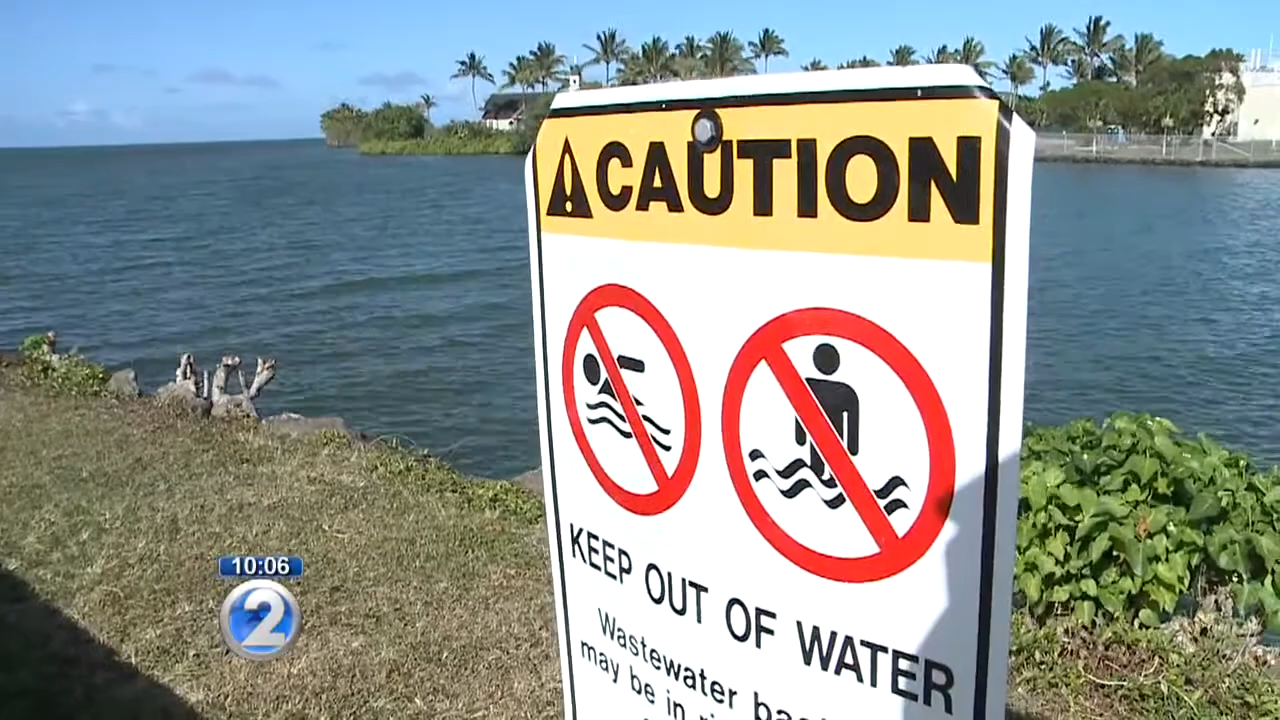 CAUTION
KEEP OUT OF WATER
Wastewater
may be in
10:06
2